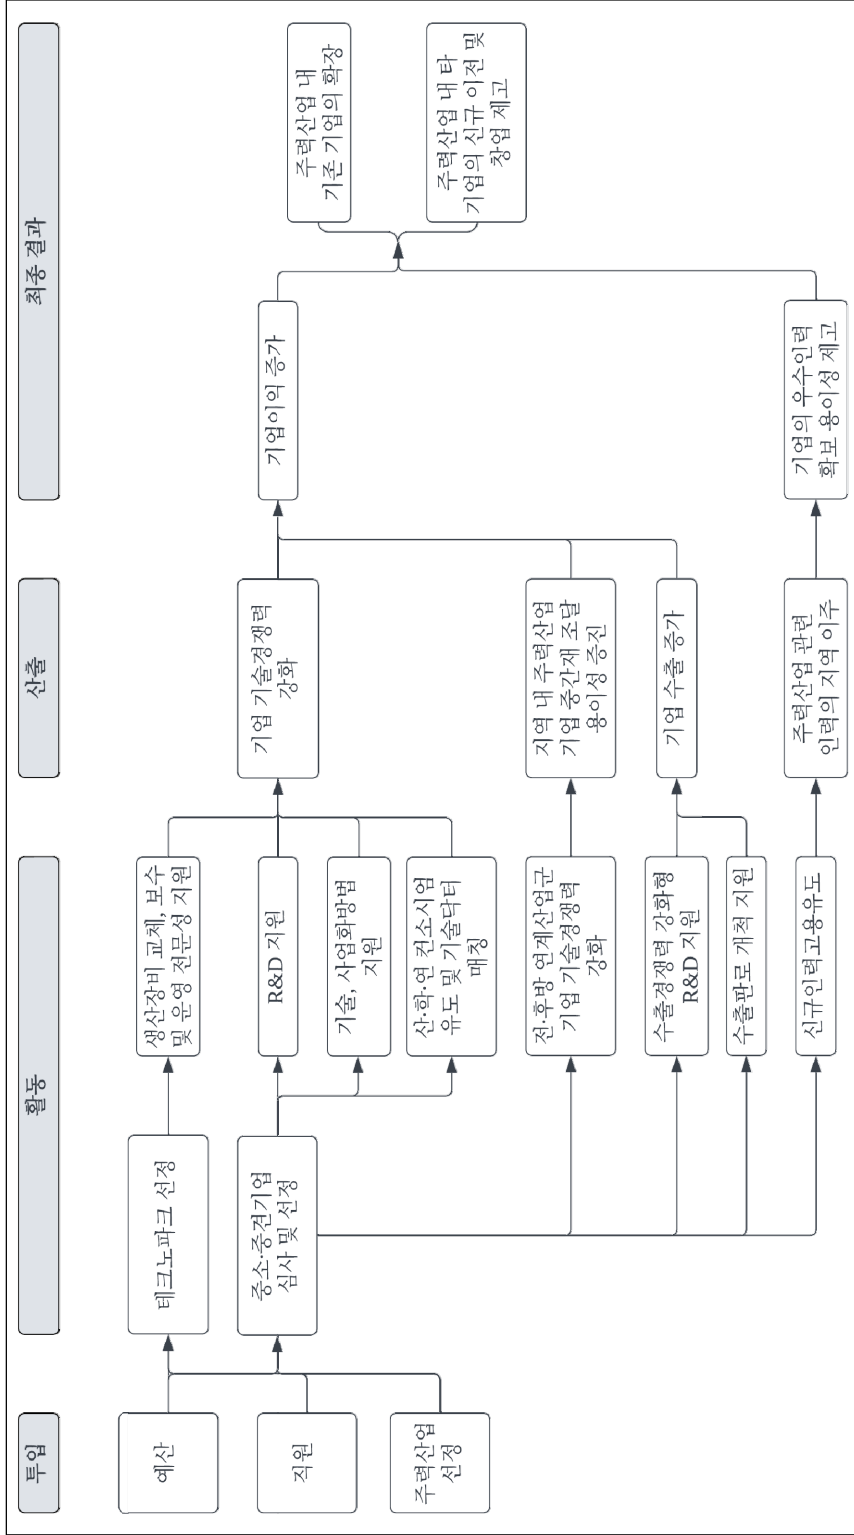 투입
활동
산출
최종 결과
예산
직원
주력산업
선정
테크노파크 선정
중소·중견기업
심사 및 선정
생산장비 교체, 보수
및 운영 전문성 지원
R&D 지원
기술, 사업화방법
지원
산·학·연 컨소시엄
유도 및 기술닥터
매칭
전·후방 연계산업군
기업 기술경쟁력
강화
수출경쟁력 강화형
R&D 지원
수출판로 개척 지원
신규인력고용유도
기업 기술경쟁력
강화
지역 내 주력산업
기업 중간재 조달
용이성 증진
기업 수출 증가
주력산업 관련
인력의 지역 이주
기업이익 증가
기업의 우수인력
확보 용이성 제고
주력산업 내
기존 기업의 확장
주력산업 내 타
기업의 신규 이전 및
창업 제고